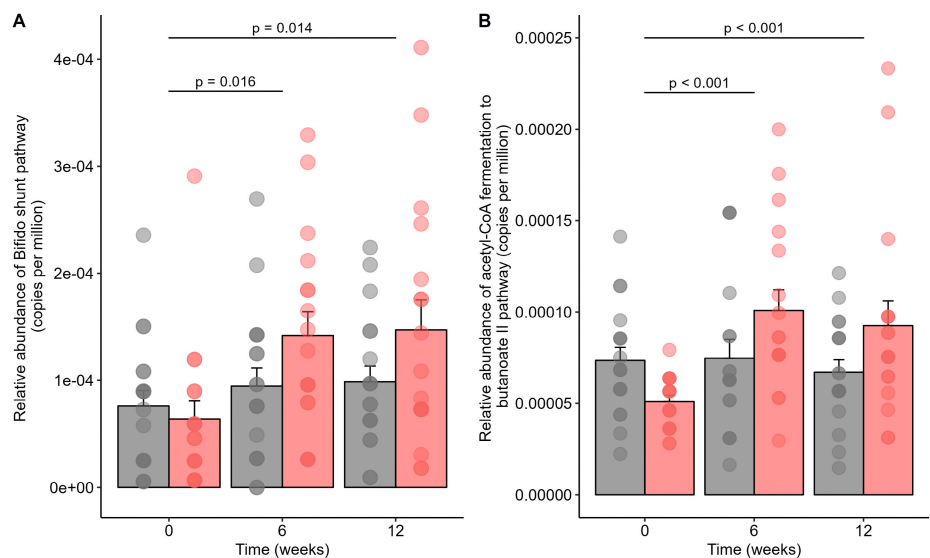 A
Relative abundance of Bifido shunt pathway
(copies per million)
4e-04
3e-04
2e-04
1e-04
0e+00
p = 0.014
p = 0.016
0
6
12
Time (weeks)
B
Relative abundance of acetyl-CoA fermentation to
butanoate II pathway (copies per million)
0.00025
0.00020
0.00015
0.00010
0.00005
0.00000
p < 0.001
p < 0.001
0
6
12
Time (weeks)